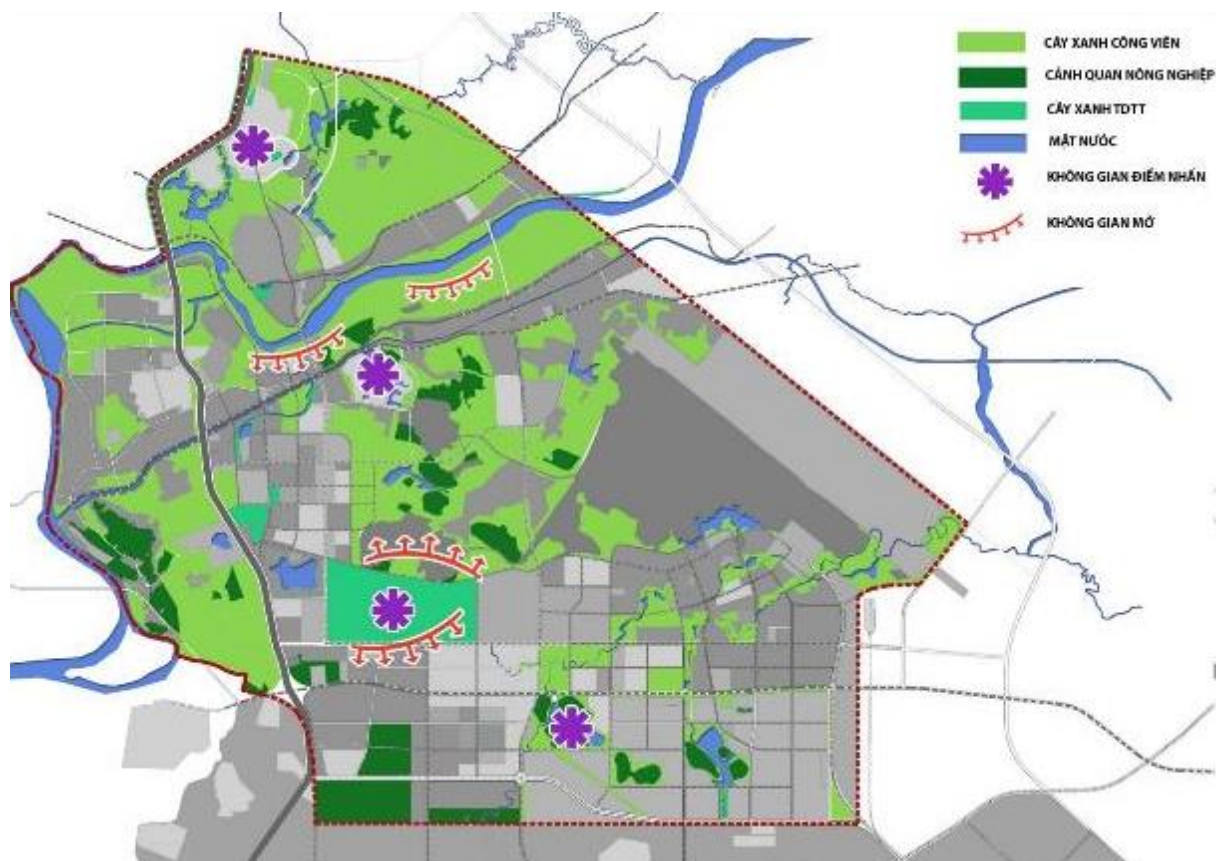 CÂY XANH CÔNG VIÊN
CẢNH QUAN NÔNG NGHIỆP
CÂY XANH TDTT
MẶT NƯỚC
KHÔNG GIAN ĐIỂM NHẤN
KHÔNG GIAN MỞ